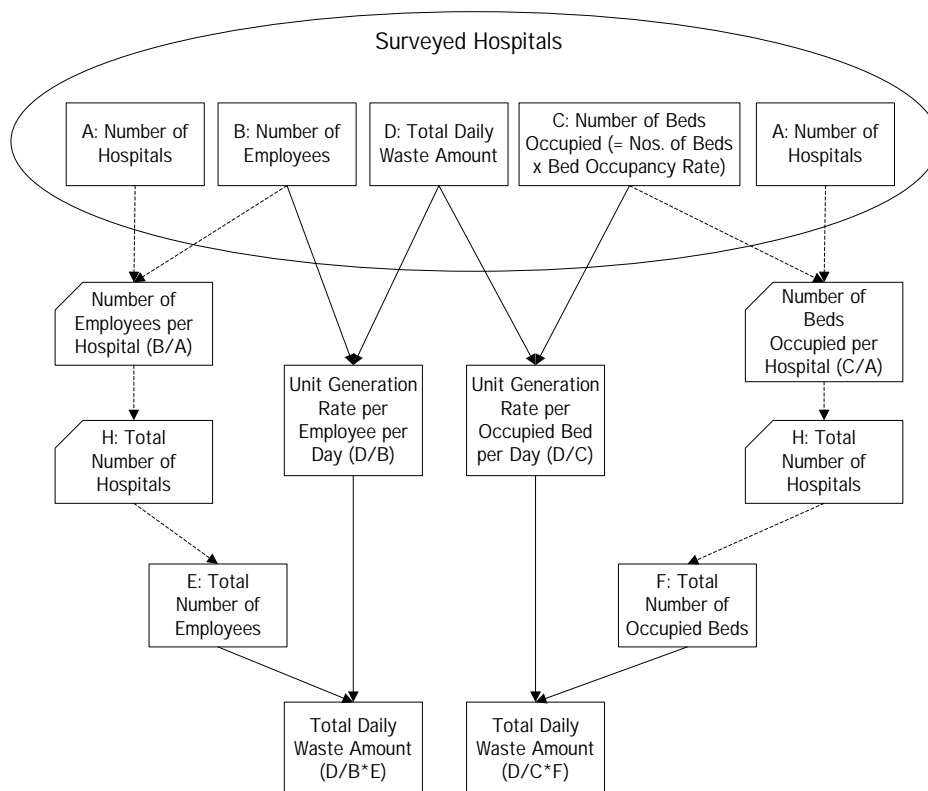 Surveyed Hospitals
A: Number of
Hospitals
B: Number of
Employees
D: Total Daily
Waste Amount
C: Number of Beds
Occupied (= Nos. of Beds
x Bed Occupancy Rate)
A: Number of
Hospitals
Number of
Employees per
Hospital (B/A)
Number of
Beds
Occupied per
Hospital (C/A)
Unit Generation
Rate per
Employee per
Day (D/B)
Unit Generation
Rate per
Occupied Bed
per Day (D/C)
H: Total
Number of
Hospitals
H: Total
Number of
Hospitals
E: Total
Number of
Employees
F: Total
Number of
Occupied Beds
Total Daily
Waste Amount
(D/B*E)
Total Daily
Waste Amount
(D/C*F)